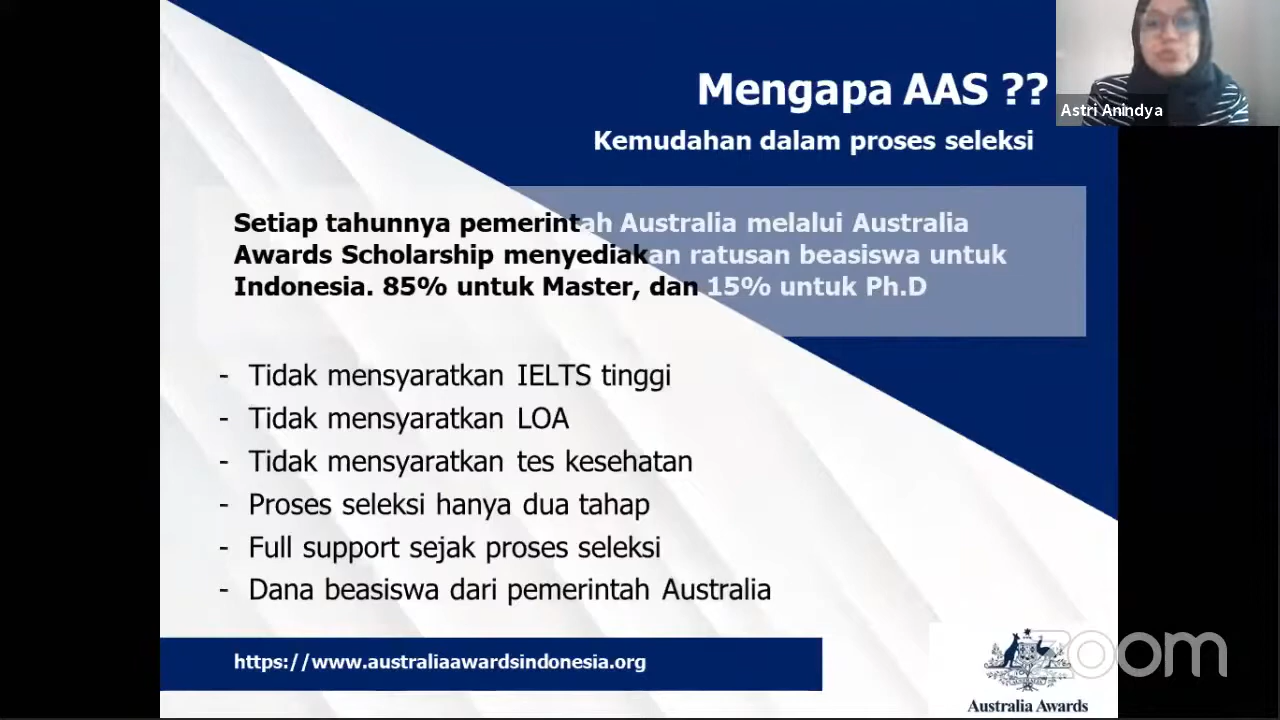 Mengapa AAS ??
Astri Anindya
Kemudahan dalam proses seleksi
Setiap tahunnya pemerintah Australia melalui Australia
Awards Scholarship menyediakan ratusan beasiswa untuk
Indonesia. 85% untuk Master, dan 15% untuk Ph.D
- Tidak mensyaratkan IELTS tinggi
- Tidak mensyaratkan LOA
- Tidak mensyaratkan tes kesehatan
- Proses seleksi hanya dua tahap
- Full support sejak proses seleksi
- Dana beasiswa dari pemerintah Australia
https://www.australiaawardsindonesia.org
zoom
Australia Awards